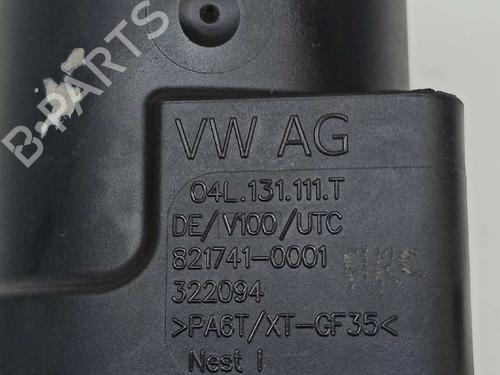 B-PARTS
VW AG
04L.131.111.T
DE/V100/UTC
821741-0001
322094
>PA6T/XT-GF35<
Nest 1